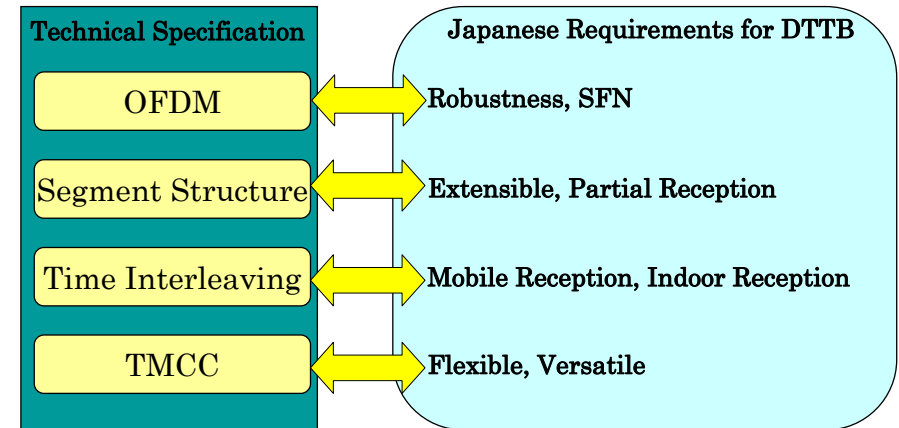 Technical Specification
Japanese Requirements for DTTB
OFDM
Robustness, SFN
Segment Structure
Extensible, Partial Reception
Time Interleaving
Mobile Reception, Indoor Reception
TMCC
Flexible, Versatile